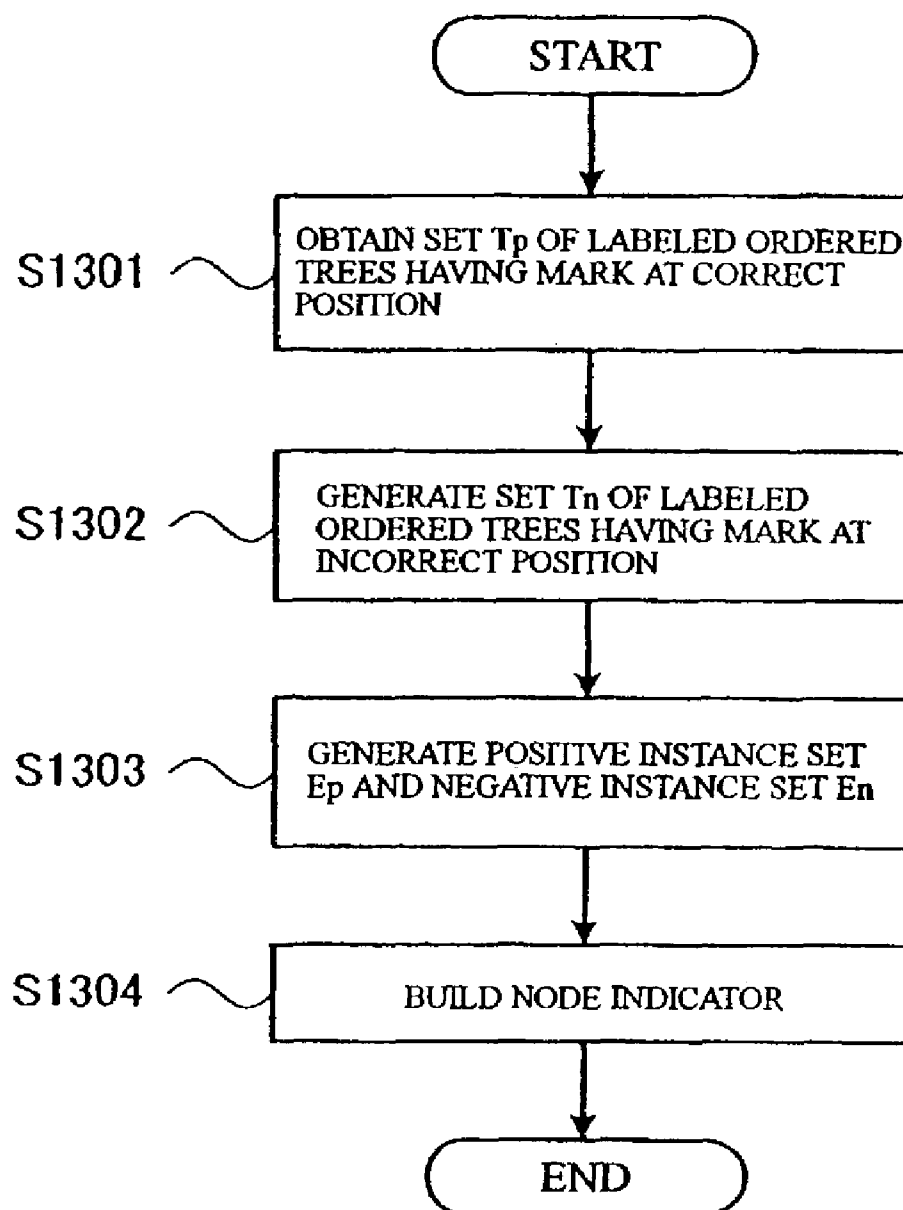 START
S1301
OBTAIN SET Tp OF LABELED ORDERED
TREES HAVING MARK AT CORRECT
POSITION
S1302
GENERATE SET Tn OF LABELED
ORDERED TREES HAVING MARK AT
INCORRECT POSITION
S1303
GENERATE POSITIVE INSTANCE SET
Ep AND NEGATIVE INSTANCE SET En
S1304
BUILD NODE INDICATOR
END